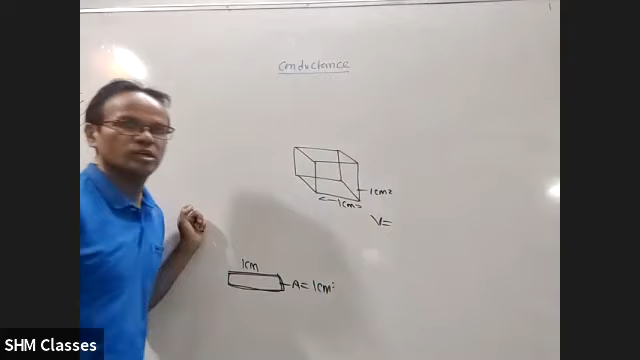 Conductance
1cm2
1cm
V=
1cm
A = 1cm²
SHM Classes